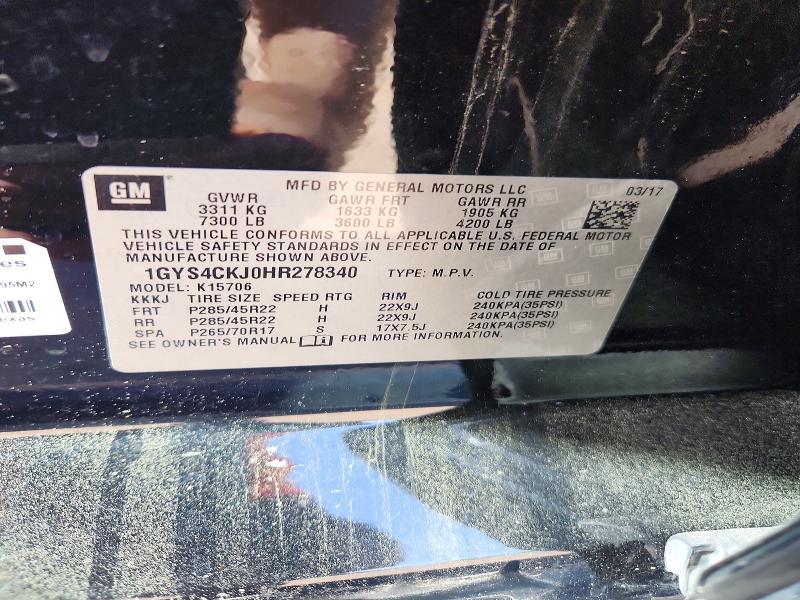 GM
MFD BY GENERAL MOTORS LLC
03/17
GVWR GAWR FRT GAWR RR
3311 KG 1633 KG 1905 KG
7300 LB 3600 LB 4200 LB
THIS VEHICLE CONFORMS TO ALL APPLICABLE U.S. FEDERAL MOTOR
VEHICLE SAFETY STANDARDS IN EFFECT ON THE DATE OF
MANUFACTURE SHOWN ABOVE.
1GYS4CKJ0HR278340 TYPE: M.P.V.
MODEL: K15706
KKKJ TIRE SIZE SPEED RTG RIM COLD TIRE PRESSURE
FRT P285/45R22 H 22X9J 240KPA(35PSI)
RR P285/45R22 H 22X9J 240KPA(35PSI)
SPA P265/70R17 S 17X7.5J 240KPA(35PSI)
SEE OWNER'S MANUAL FOR MORE INFORMATION.
95M2